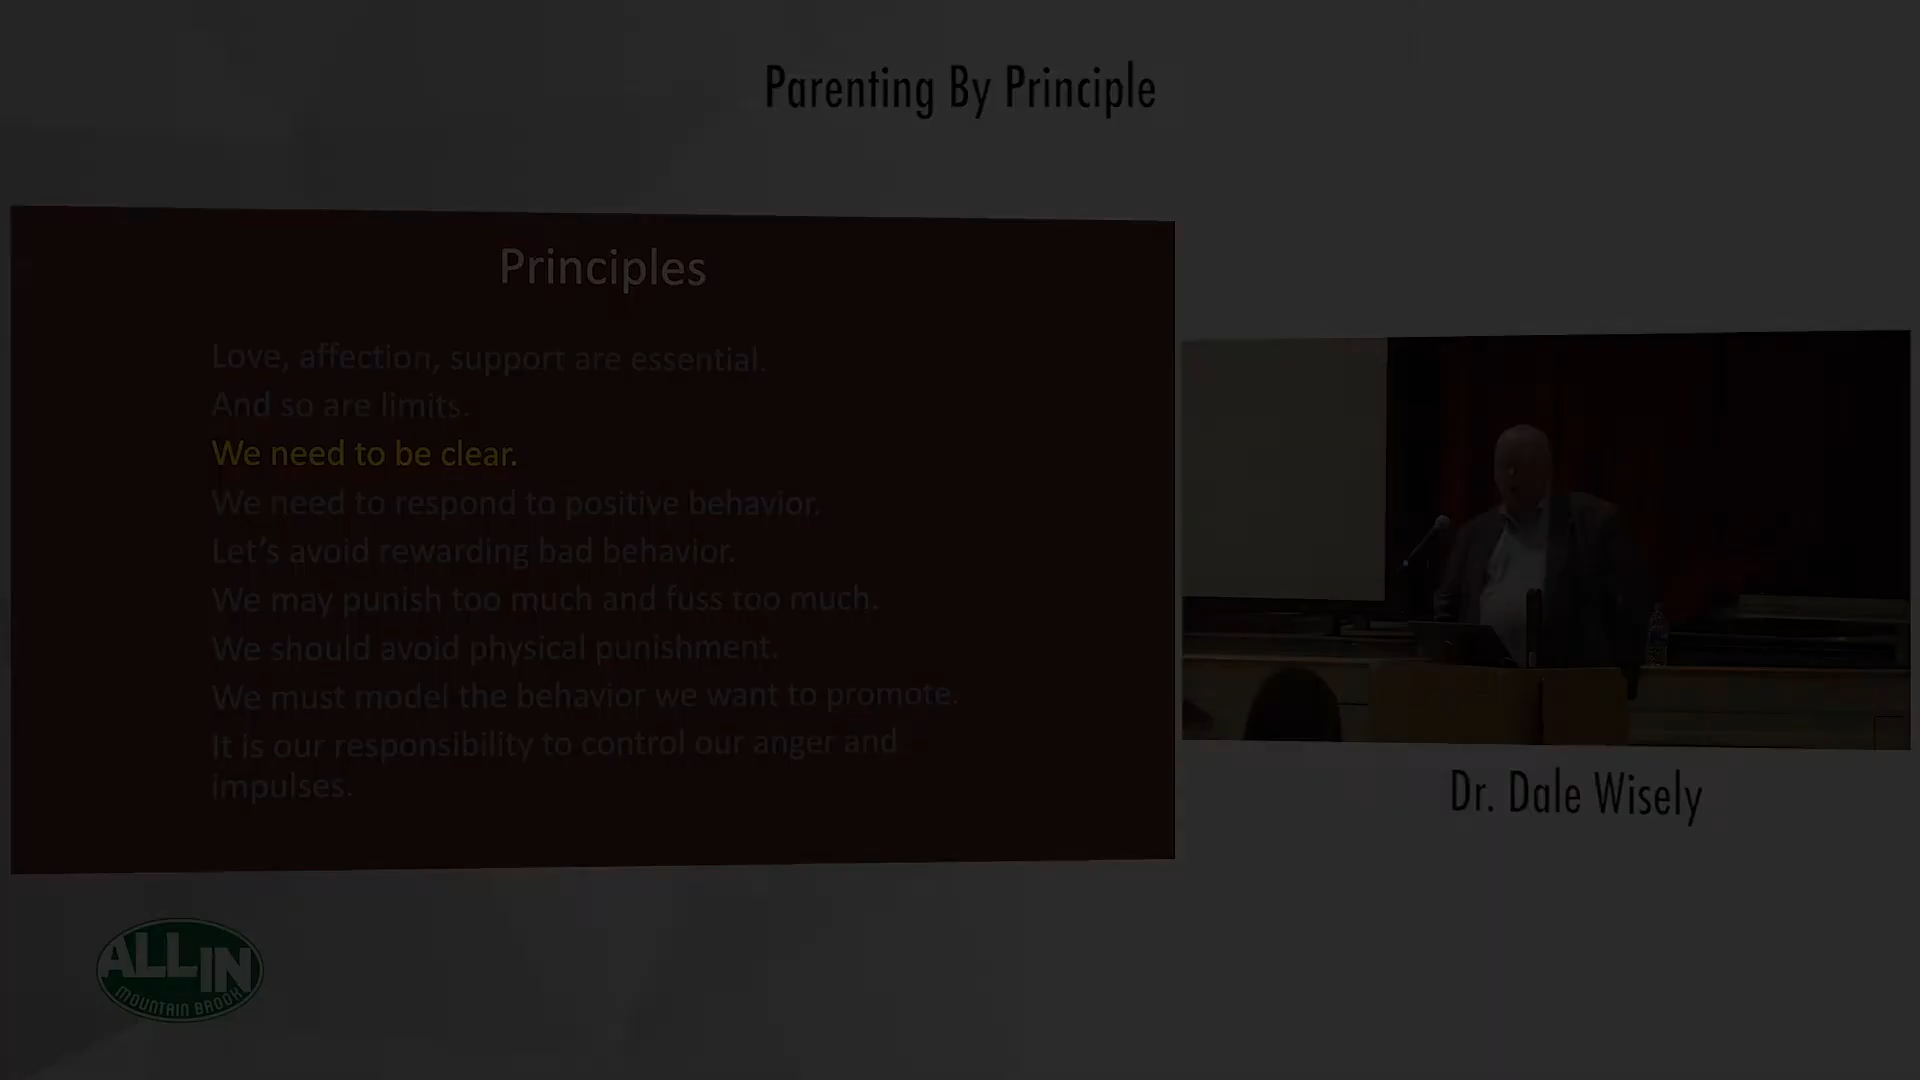 Parenting By Principle
Principles
Love, affection, support are essential.
And so are limits.
We need to be clear.
We need to respond to positive behavior.
Let's avoid rewarding bad behavior.
We may punish too much and fuss too much.
We should avoid physical punishment.
We must model the behavior we want to promote.
It is our responsibility to control our anger and
impulses.
Dr. Dale Wisely
ALL IN
MOUNTAIN BROOK